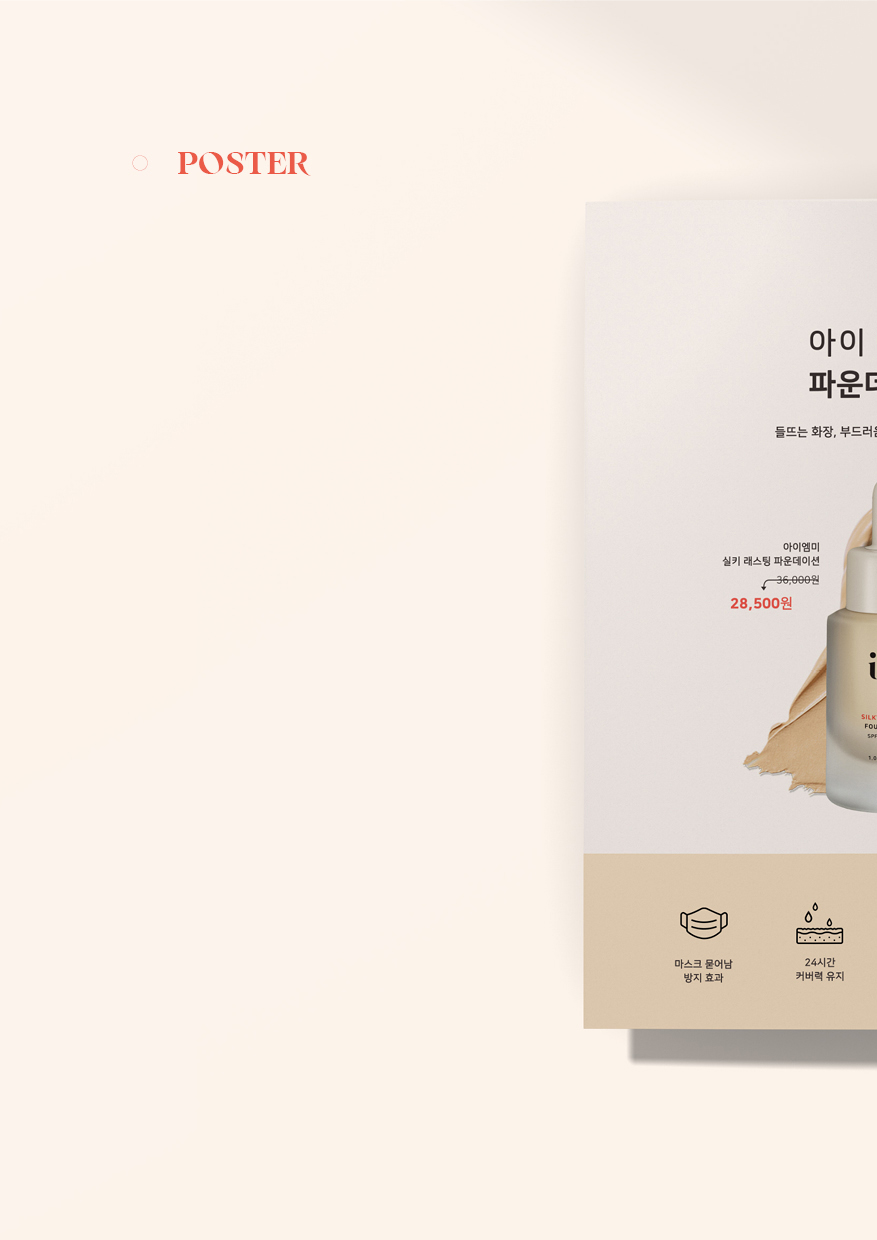 POSTER
아이
파운
들뜨는 화장, 부드러
아이엠미
실키 래스팅 파운데이션
36,000원
28,500원
마스크 묻어남
방지 효과
24시간
커버력 유지